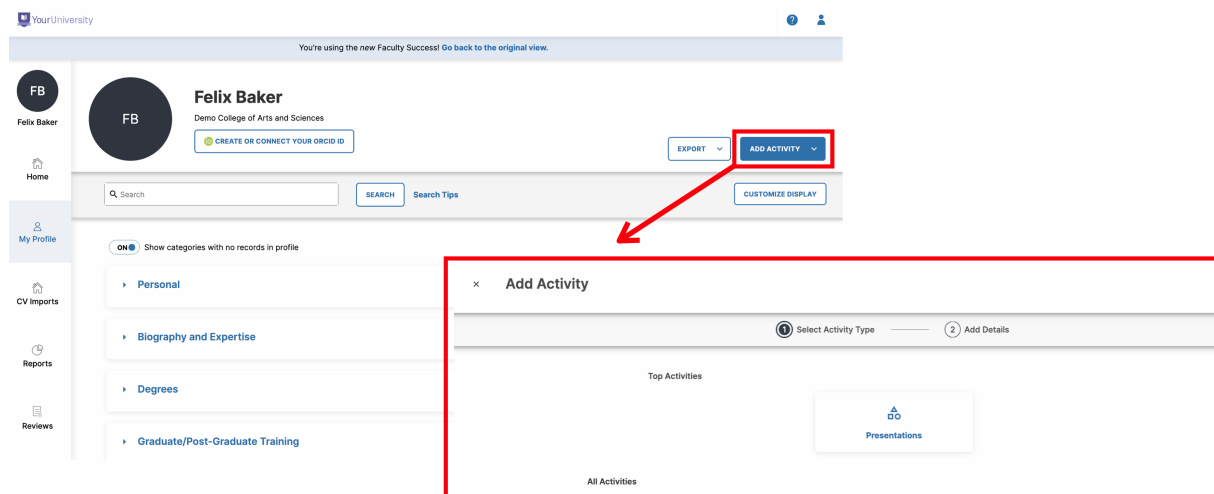 YourUniversity
You're using the new Faculty Success! Go back to the original view.
FB
Felix Baker
Home
My Profile
CV Imports
Reports
Reviews
FB
Felix Baker
Demo College of Arts and Sciences
iD CREATE OR CONNECT YOUR ORCID ID
EXPORT
ADD ACTIVITY
Search
SEARCH
Search Tips
CUSTOMIZE DISPLAY
ON
Show categories with no records in profile
Personal
Biography and Expertise
Degrees
Graduate/Post-Graduate Training
× Add Activity
1 Select Activity Type
2 Add Details
Top Activities
Presentations
All Activities